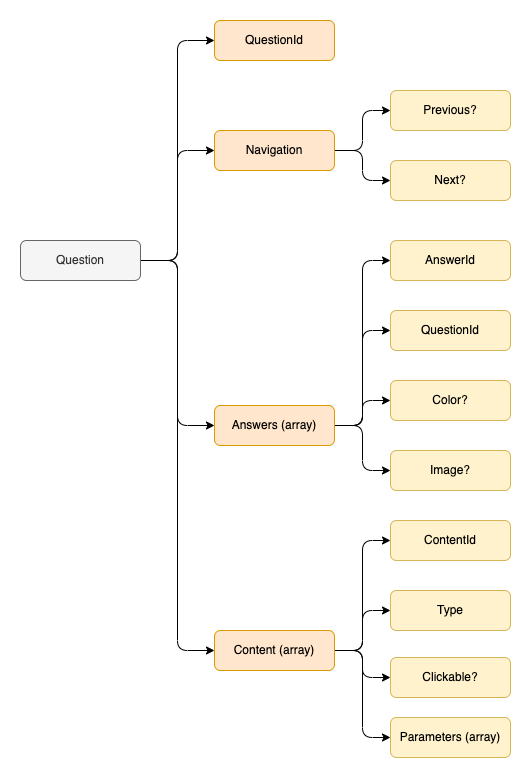 QuestionId
Previous?
Navigation
Next?
Question
AnswerId
QuestionId
Color?
Answers (array)
Image?
ContentId
Type
Content (array)
Clickable?
Parameters (array)